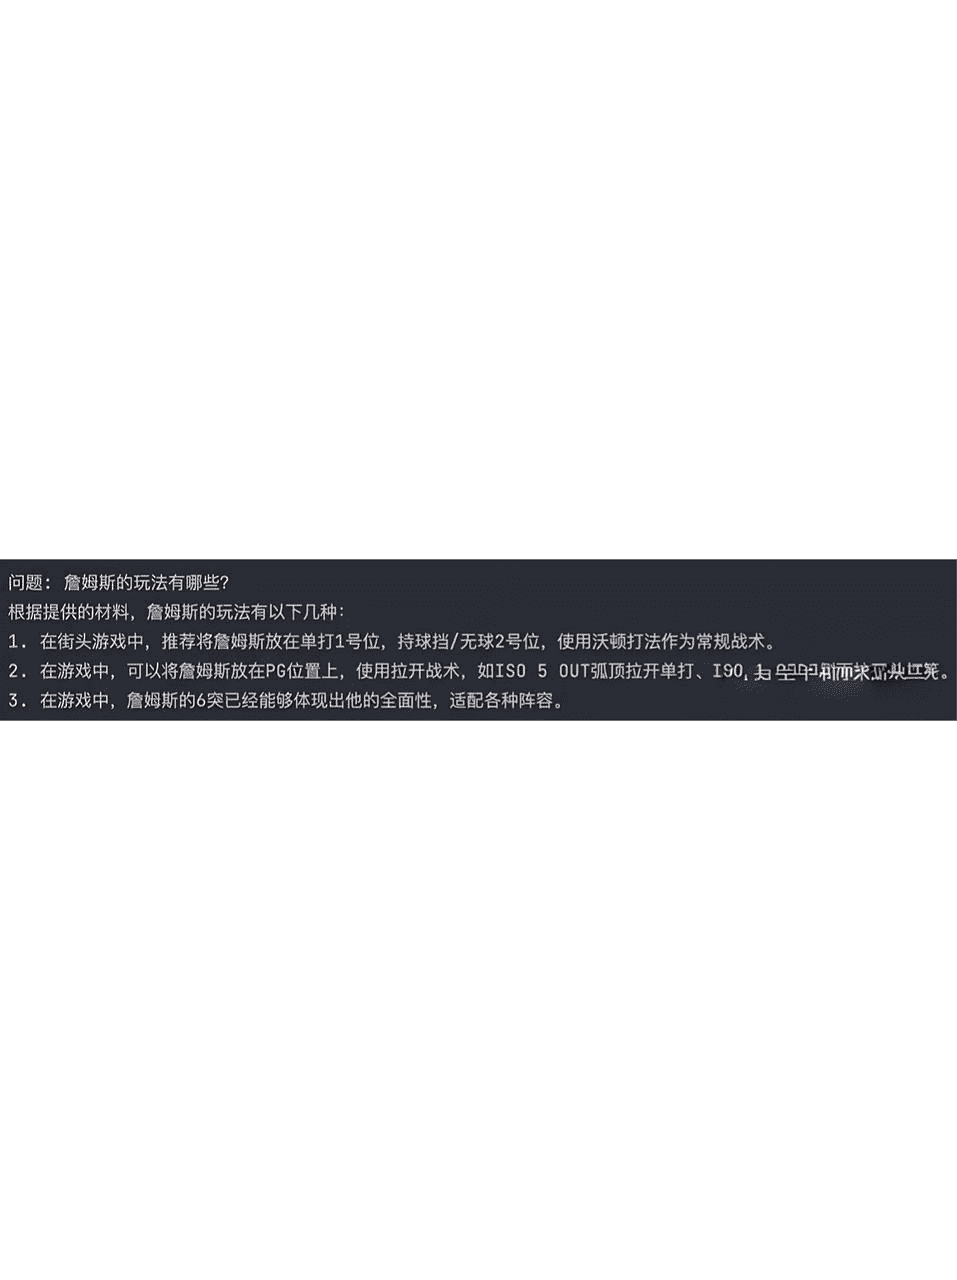 问题: 詹姆斯的玩法有哪些?
根据提供的材料，詹姆斯的玩法有以下几种:
1. 在街头游戏中，推荐将詹姆斯放在单打1号位，持球挡/无球2号位，使用沃顿打法作为常规战术。
2. 在游戏中，可以将詹姆斯放在PG位置上，使用拉开战术，如ISO 5 OUT弧顶拉开单打、ISO
3. 在游戏中，詹姆斯的6突已经能够体现出他的全面性，适配各种阵容。